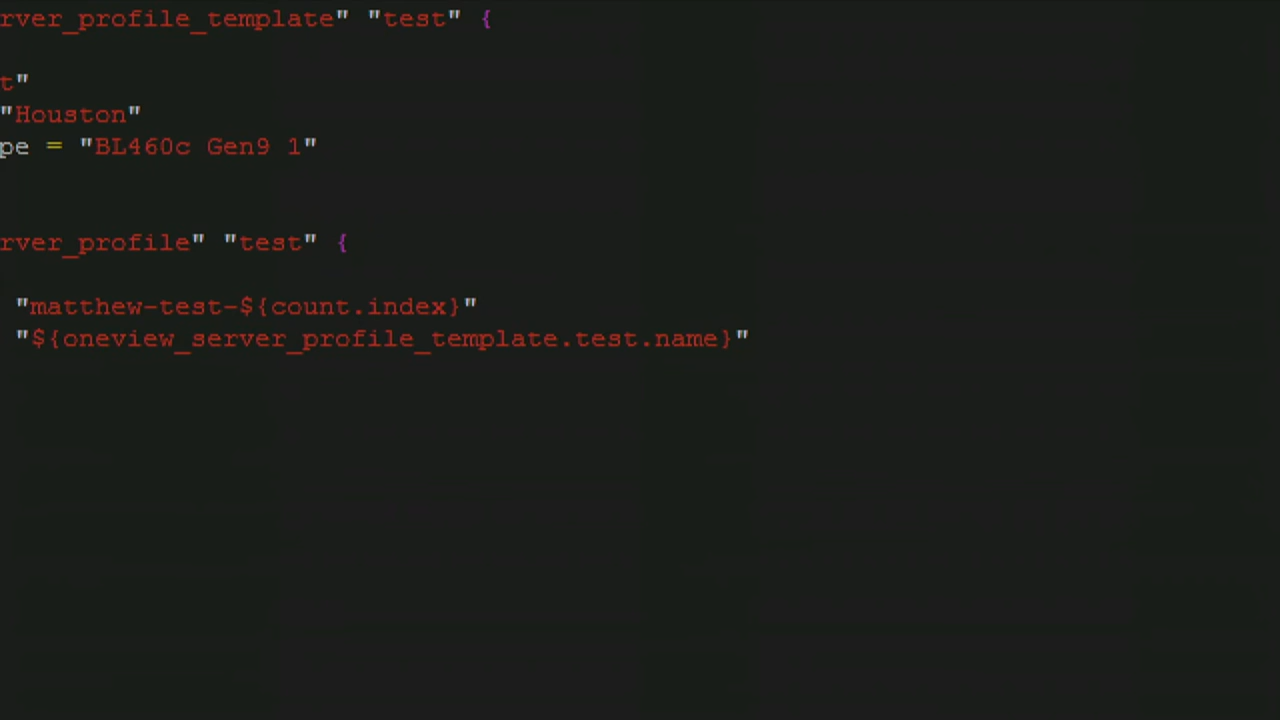 rver_profile_template" "test" {
t"
"Houston"
pe = "BL460c Gen9 1"
rver_profile" "test" {
"matthew-test-${count.index}"
"${oneview_server_profile_template.test.name}"